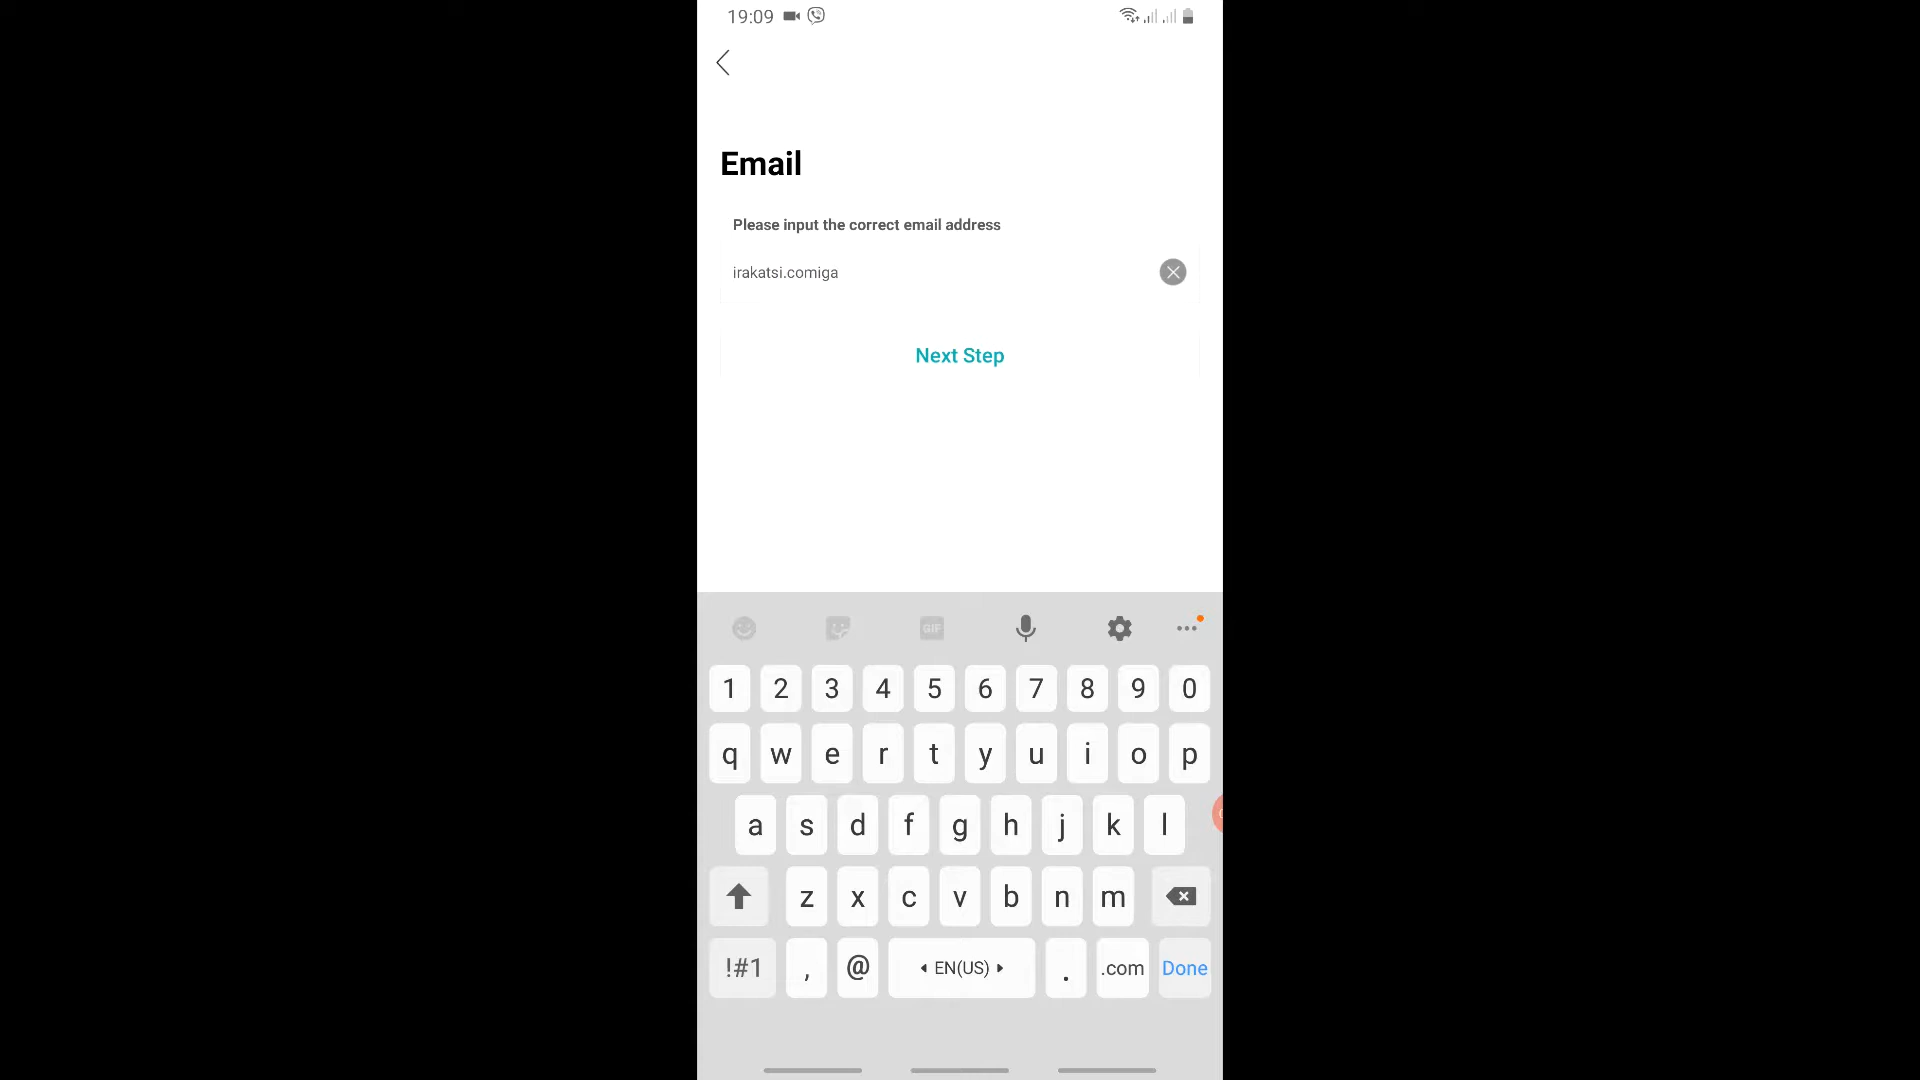 19:09
Email
Please input the correct email address
irakatsi.comiga
Next Step
GIF
1 2 3 4 5 6 7 8 9 0
q w e r t y u i o p
a s d f g h j k l
z x c v b n m
!#1 , @ EN(US) . .com Done